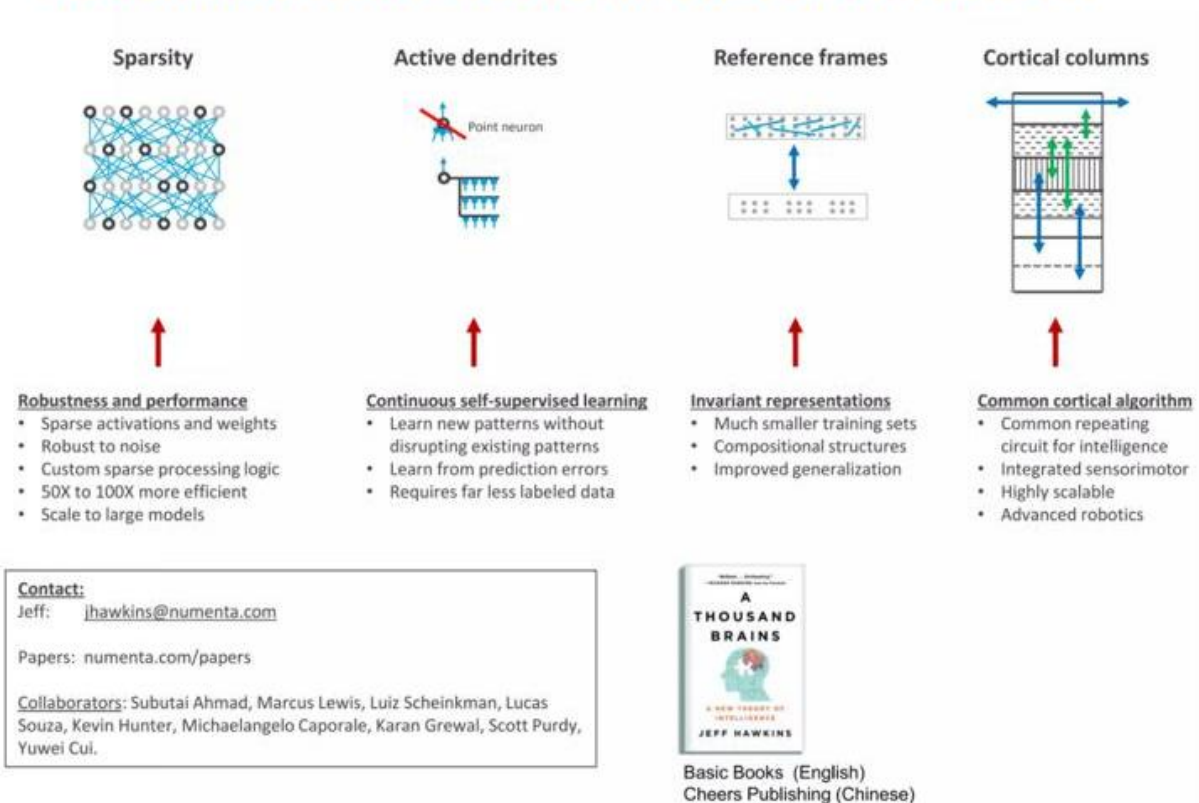 Sparsity
Active dendrites
Reference frames
Cortical columns
Point neuron
Robustness and performance
• Sparse activations and weights
• Robust to noise
• Custom sparse processing logic
• 50X to 100X more efficient
• Scale to large models
Continuous self-supervised learning
• Learn new patterns without
disrupting existing patterns
• Learn from prediction errors
• Requires far less labeled data
Invariant representations
• Much smaller training sets
• Compositional structures
• Improved generalization
Common cortical algorithm
• Common repeating
circuit for intelligence
• Integrated sensorimotor
• Highly scalable
• Advanced robotics
Contact:
Jeff: jhawkins@numenta.com
Papers: numenta.com/papers
Collaborators: Subutai Ahmad, Marcus Lewis, Luiz Scheinkman, Lucas
Souza, Kevin Hunter, Michaelangelo Caporale, Karan Grewal, Scott Purdy,
Yuwei Cui.
A
THOUSAND
BRAINS
A NEW THEORY OF
INTELLIGENCE
JEFF HAWKINS
Basic Books (English)
Cheers Publishing (Chinese)